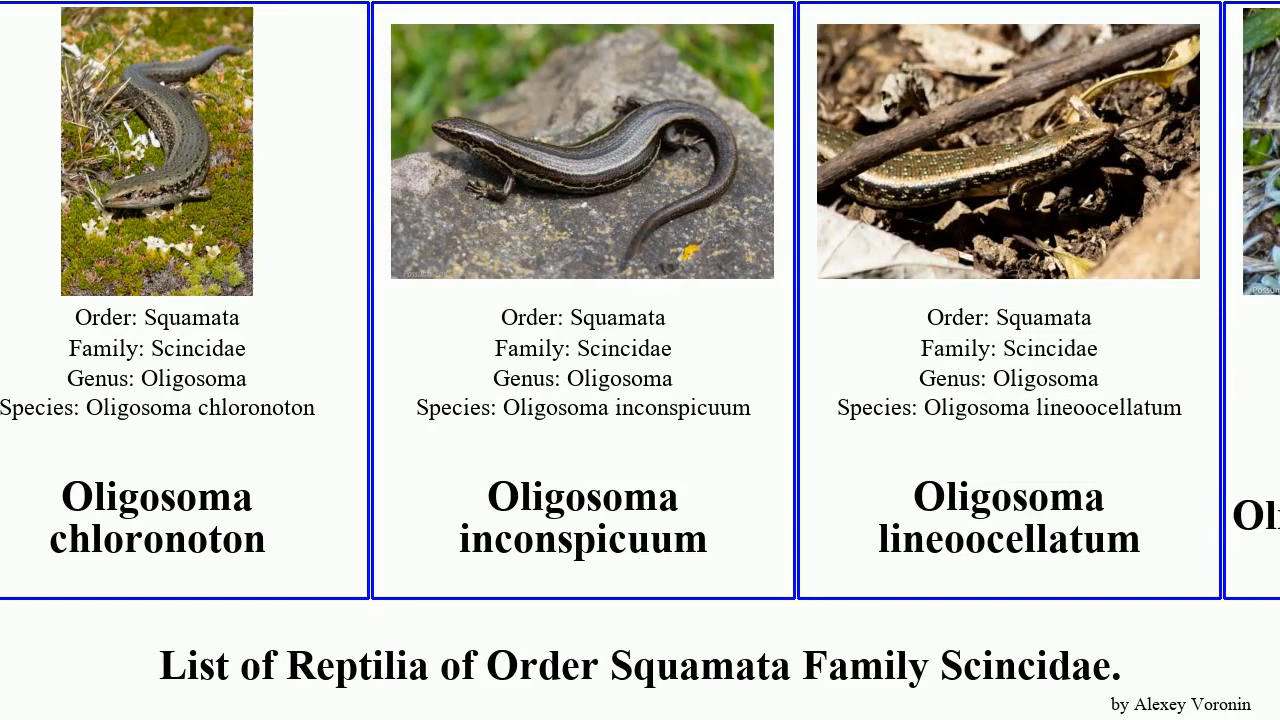 Order: Squamata
Family: Scincidae
Genus: Oligosoma
Species: Oligosoma chloronoton
Oligosoma
chloronoton
Order: Squamata
Family: Scincidae
Genus: Oligosoma
Species: Oligosoma inconspicuum
Oligosoma
inconspicuum
Order: Squamata
Family: Scincidae
Genus: Oligosoma
Species: Oligosoma lineoocellatum
Oligosoma
lineoocellatum
Oli
List of Reptilia of Order Squamata Family Scincidae.
by Alexey Voronin